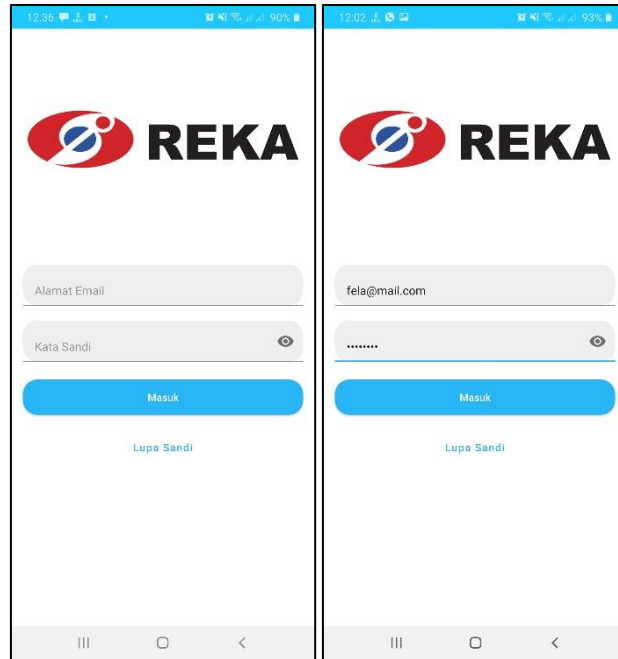 12:36
90%
REKA
Alamat Email
Kata Sandi
Masuk
Lupa Sandi
12:02
93%
REKA
fela@mail.com
........
Masuk
Lupa Sandi